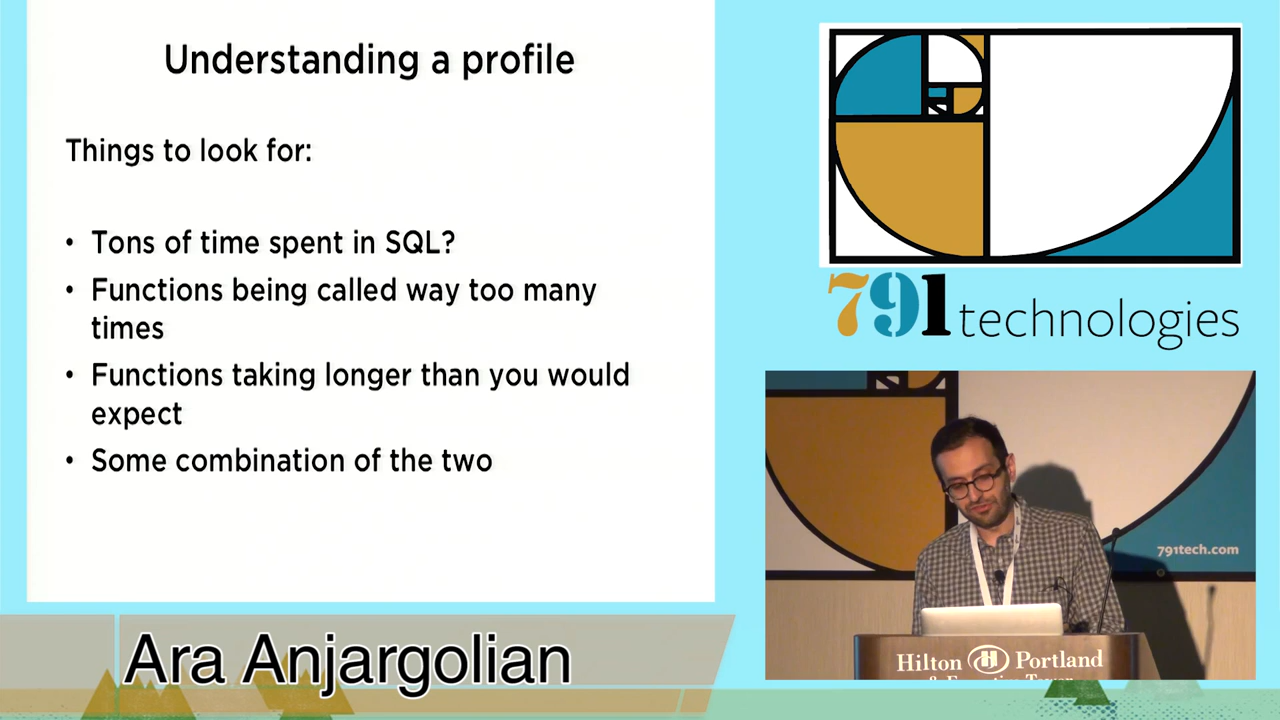 Understanding a profile
Things to look for:
• Tons of time spent in SQL?
• Functions being called way too many
times
• Functions taking longer than you would
expect
• Some combination of the two
791 technologies
791tech.com
Hilton H Portland
& Executive Tower
Ara Anjargolian